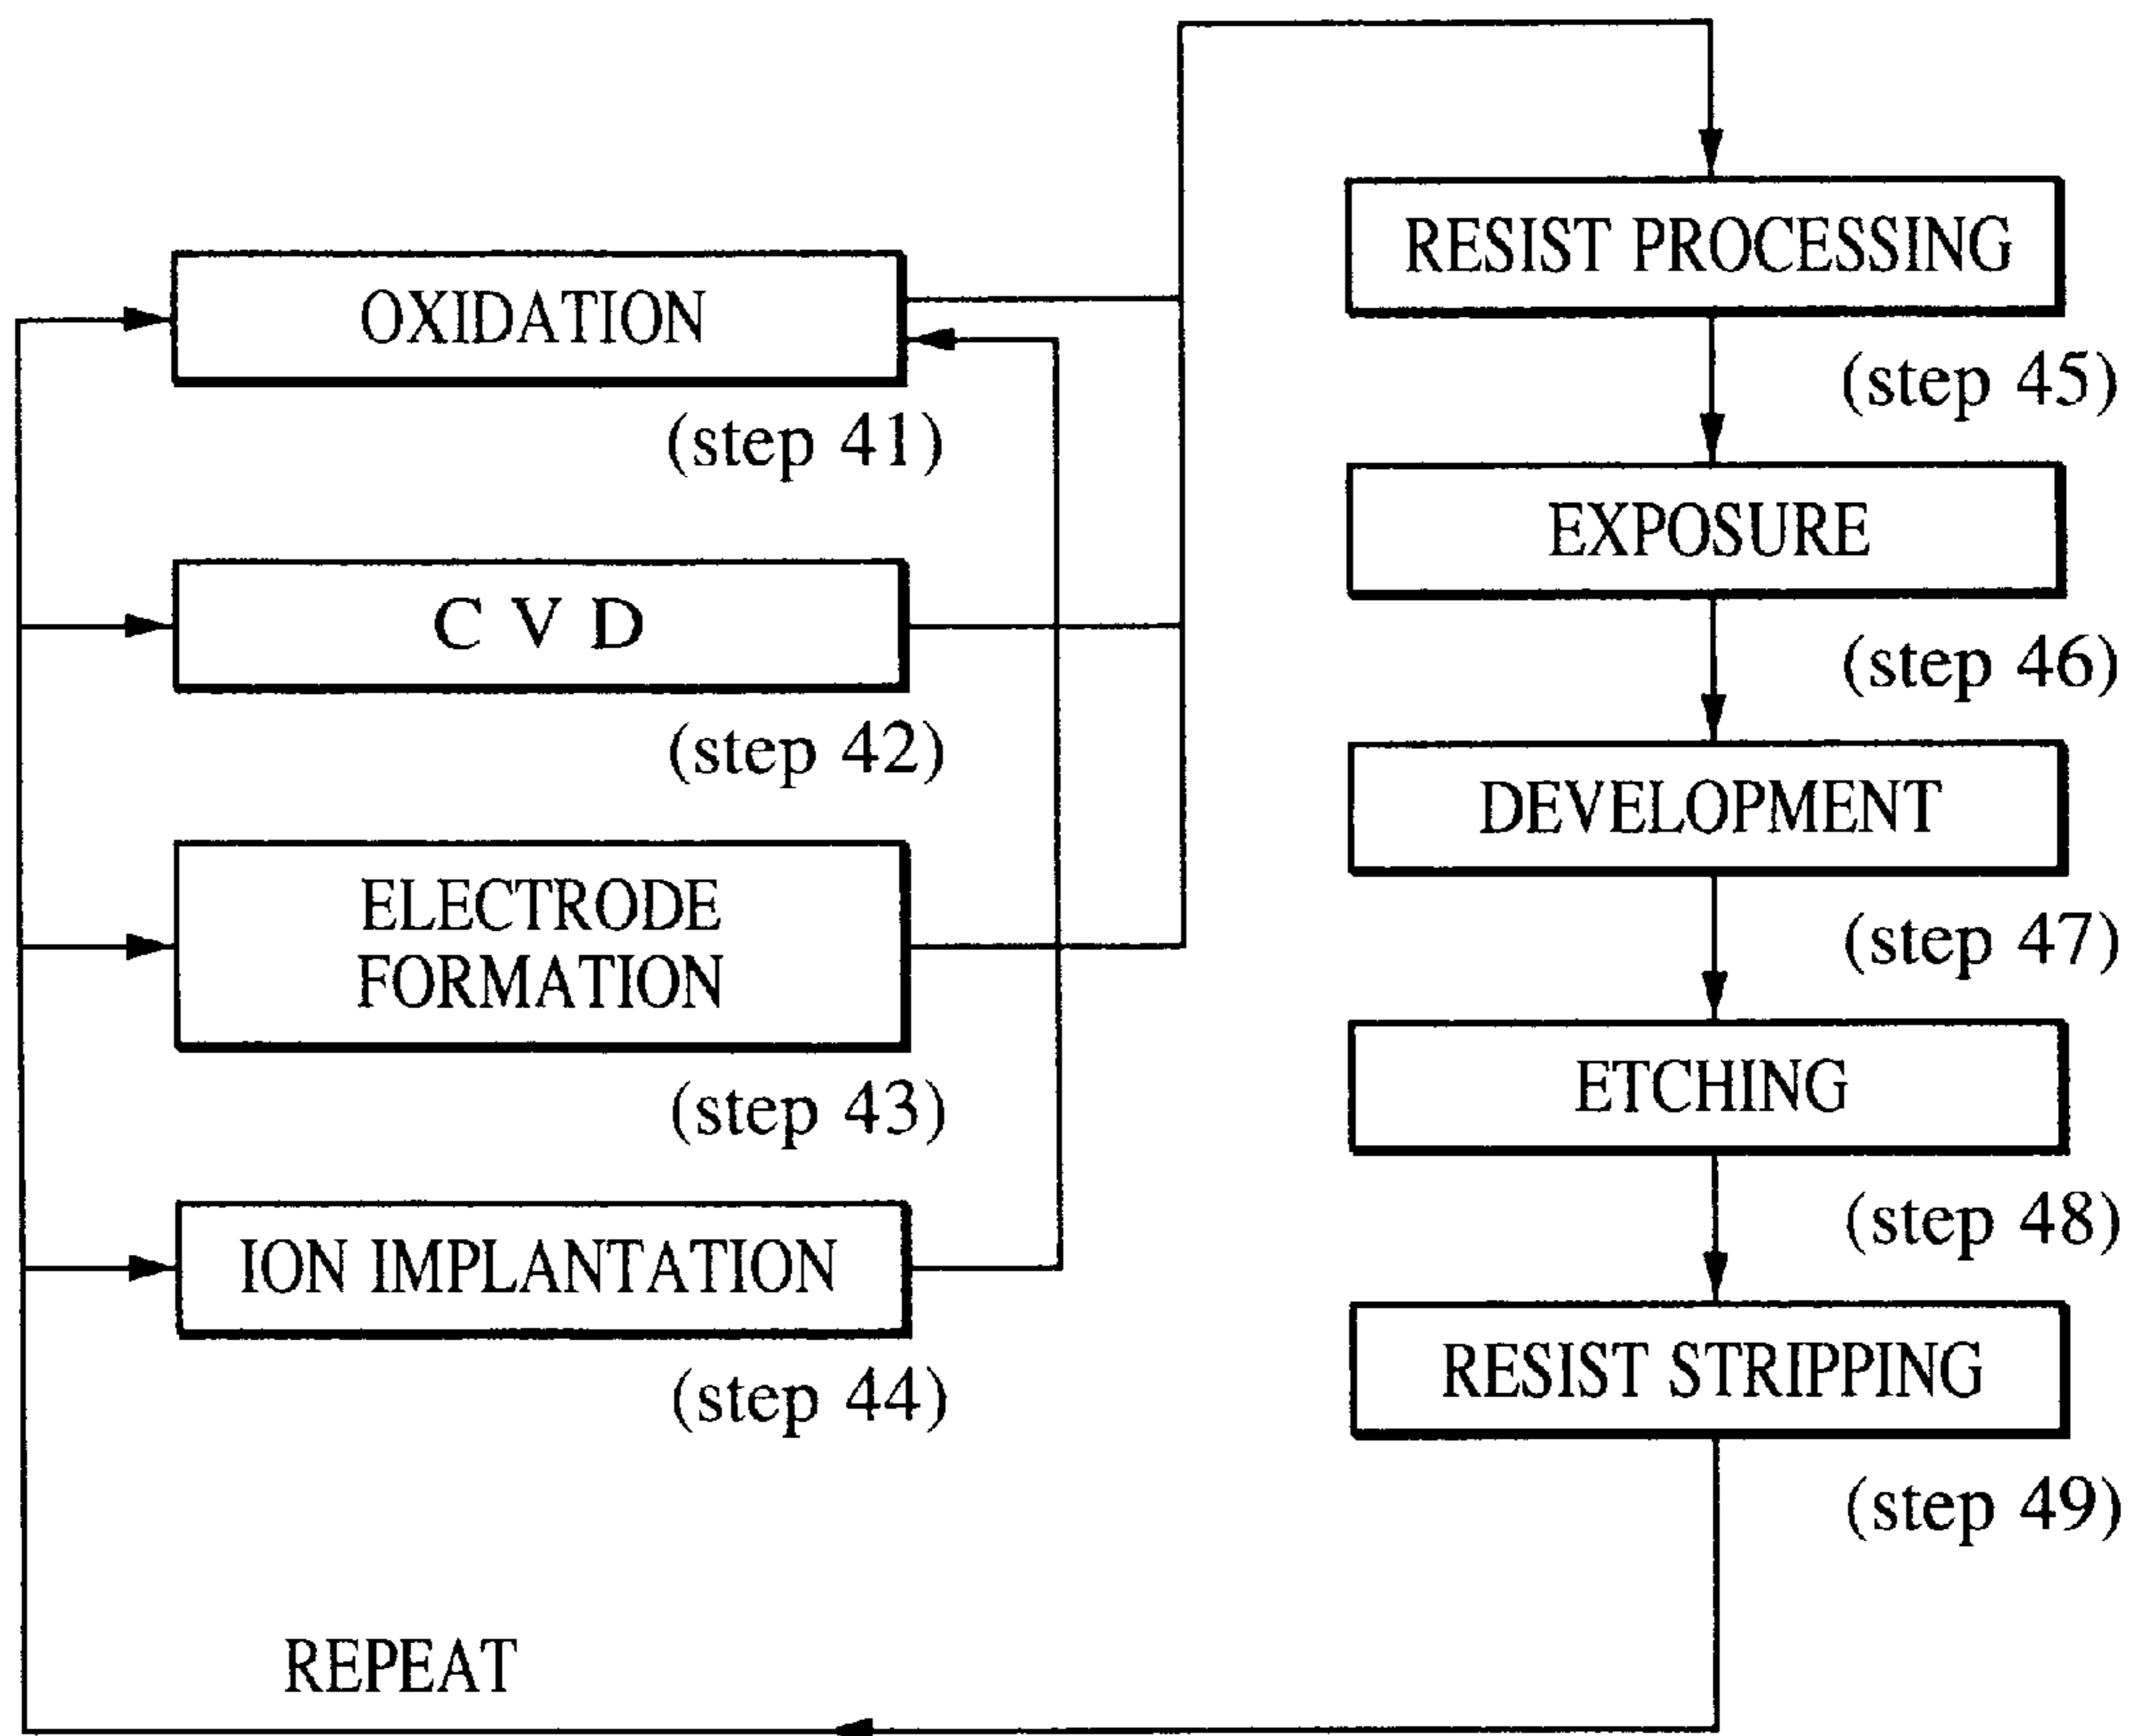 OXIDATION
(step 41)
C V D
(step 42)
ELECTRODE
FORMATION
(step 43)
ION IMPLANTATION
(step 44)
REPEAT
RESIST PROCESSING
(step 45)
EXPOSURE
(step 46)
DEVELOPMENT
(step 47)
ETCHING
(step 48)
RESIST STRIPPING
(step 49)